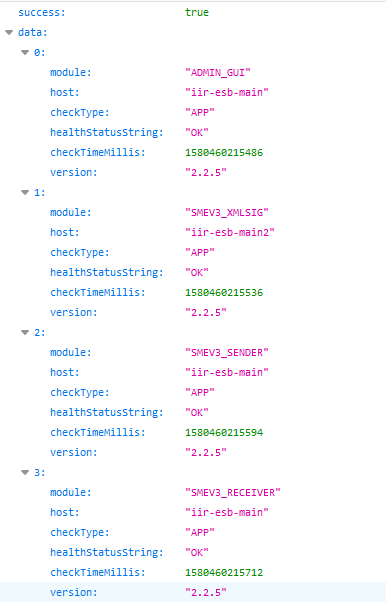 success: true
data:
0:
module: "ADMIN_GUI"
host: "iir-esb-main"
checkType: "APP"
healthStatusString: "OK"
checkTimeMillis: 1580460215486
version: "2.2.5"
1:
module: "SMEV3_XMLSIG"
host: "iir-esb-main2"
checkType: "APP"
healthStatusString: "OK"
checkTimeMillis: 1580460215536
version: "2.2.5"
2:
module: "SMEV3_SENDER"
host: "iir-esb-main"
checkType: "APP"
healthStatusString: "OK"
checkTimeMillis: 1580460215594
version: "2.2.5"
3:
module: "SMEV3_RECEIVER"
host: "iir-esb-main"
checkType: "APP"
healthStatusString: "OK"
checkTimeMillis: 1580460215712
version: "2.2.5"